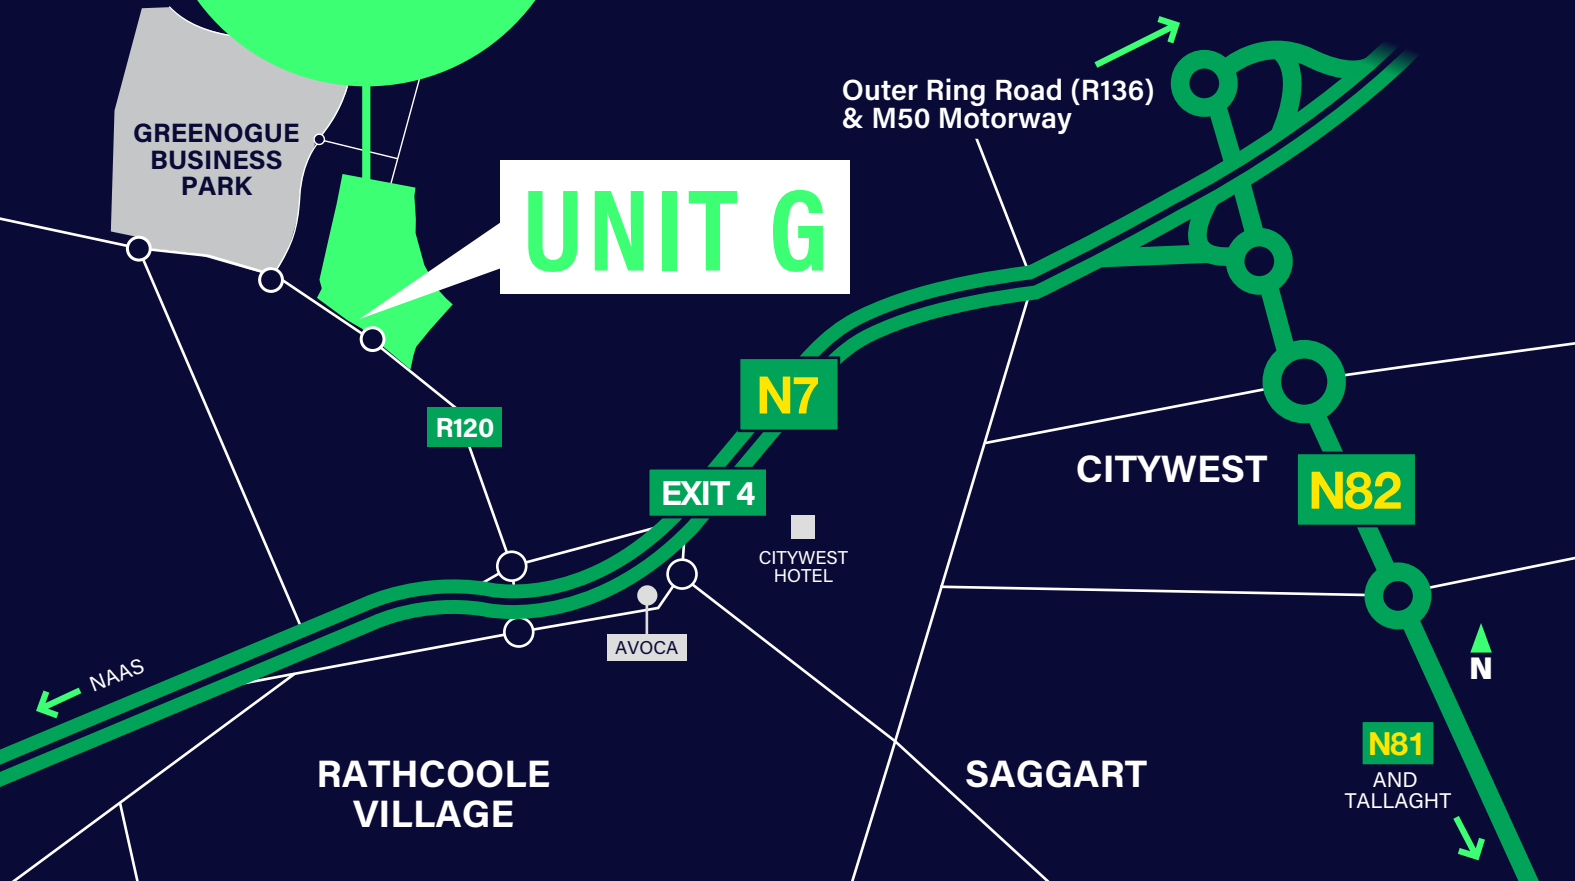 Outer Ring Road (R136)
& M50 Motorway
GREENOGUE
BUSINESS
PARK
UNIT G
N7
R120
EXIT 4
CITYWEST
N82
CITYWEST
HOTEL
AVOCA
NAAS
N
RATHCOOLE
VILLAGE
SAGGART
N81
AND
TALLAGHT